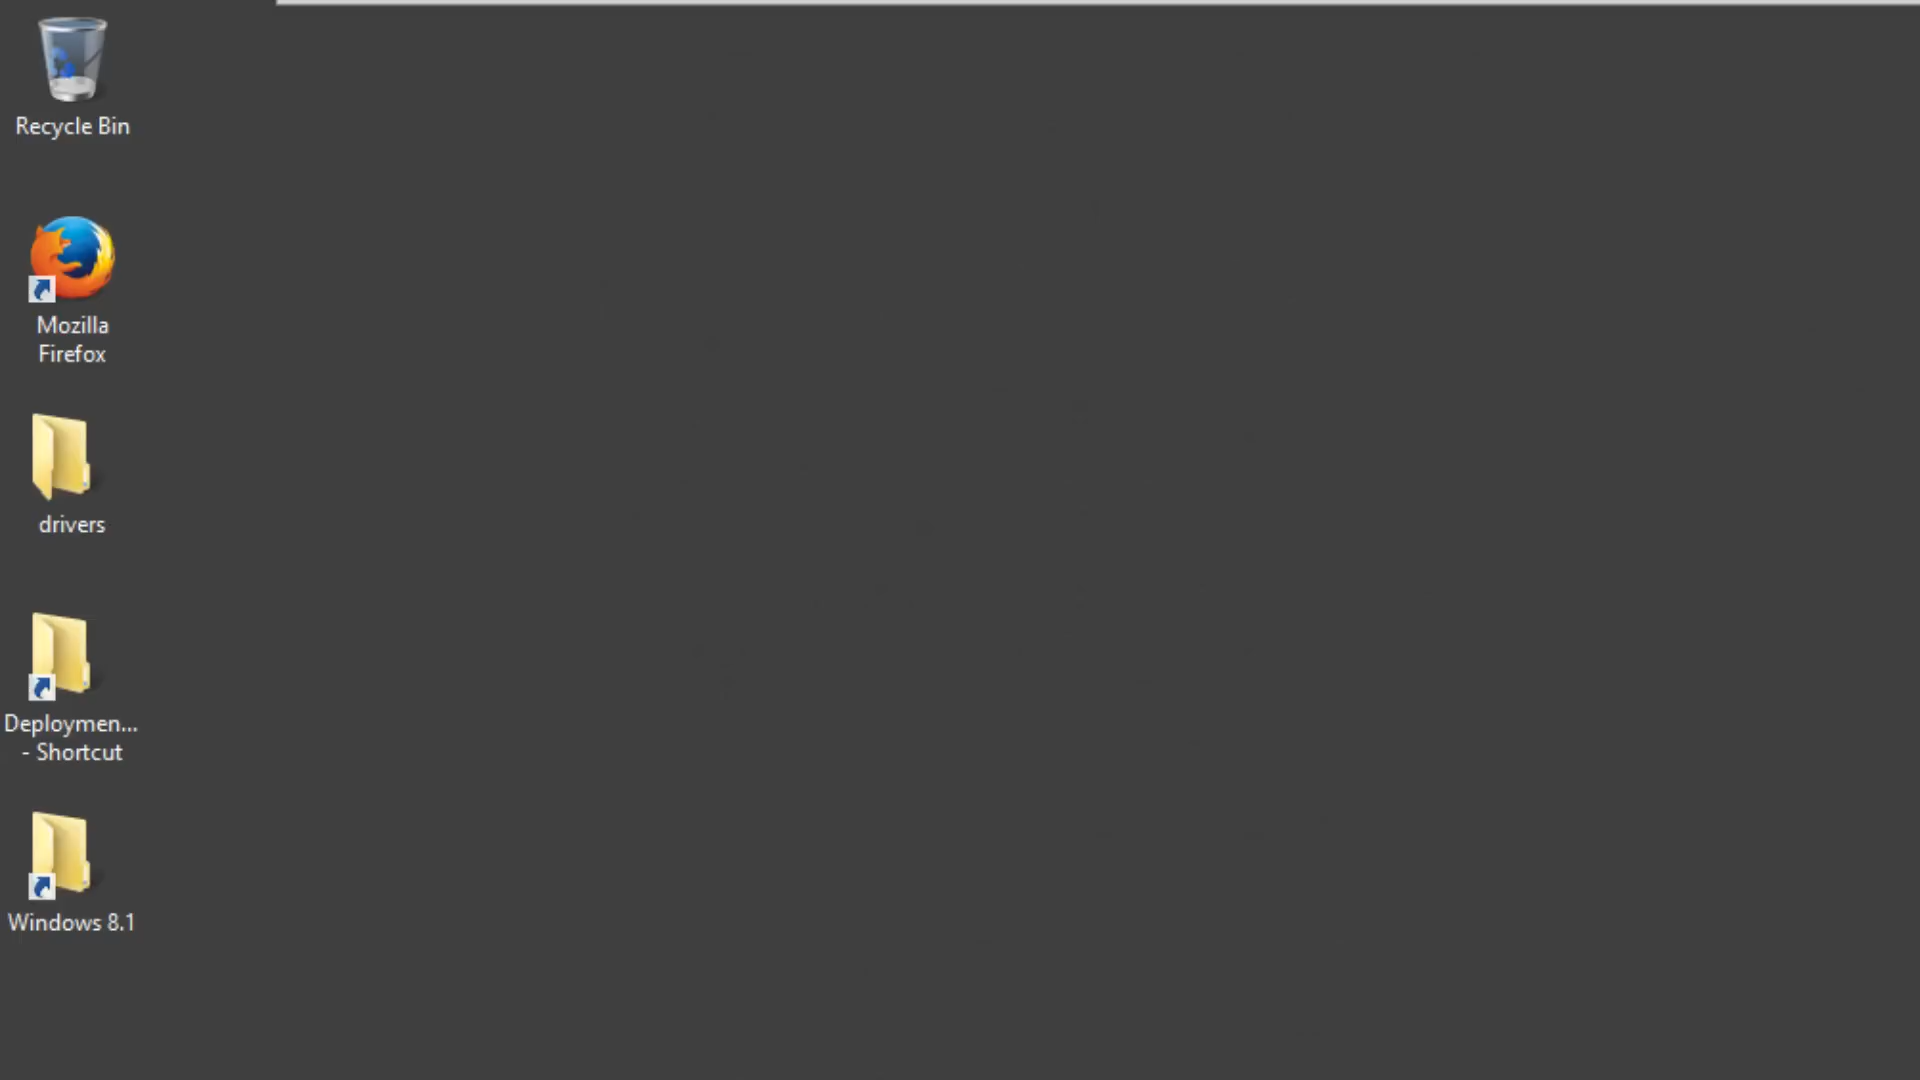 Recycle Bin
Mozilla
Firefox
drivers
Deploymen...
- Shortcut
Windows 8.1